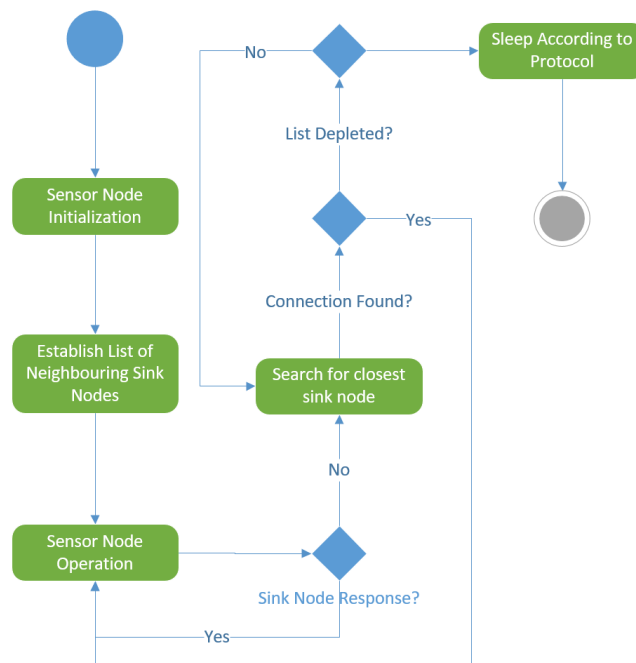 No
Sleep According to
Protocol
List Depleted?
Sensor Node
Initialization
Yes
Connection Found?
Establish List of
Neighbouring Sink
Nodes
Search for closest
sink node
No
Sensor Node
Operation
Sink Node Response?
Yes